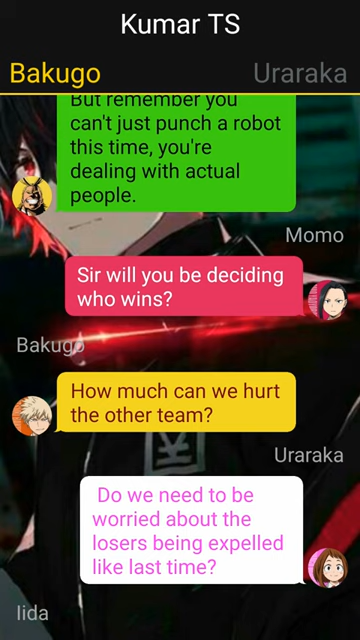 Kumar TS
Bakugo
Uraraka
But remember you
can't just punch a robot
this time, you're
dealing with actual
people.
Momo
Sir will you be deciding
who wins?
Bakugo
How much can we hurt
the other team?
Uraraka
Do we need to be
worried about the
losers being expelled
like last time?
Iida